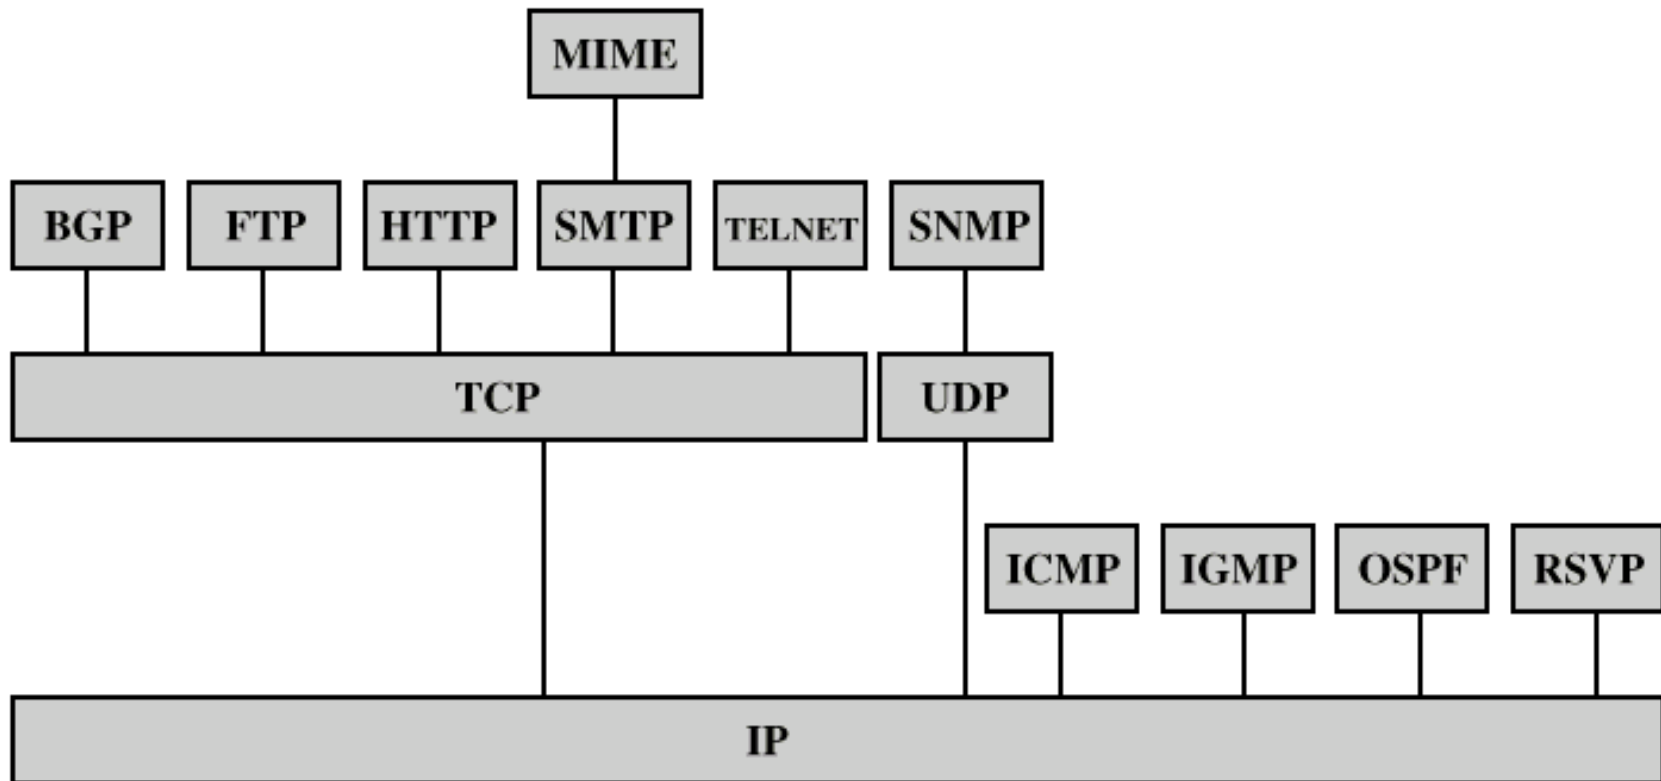 MIME
BGP FTP HTTP SMTP TELNET SNMP
TCP UDP
ICMP IGMP OSPF RSVP
IP